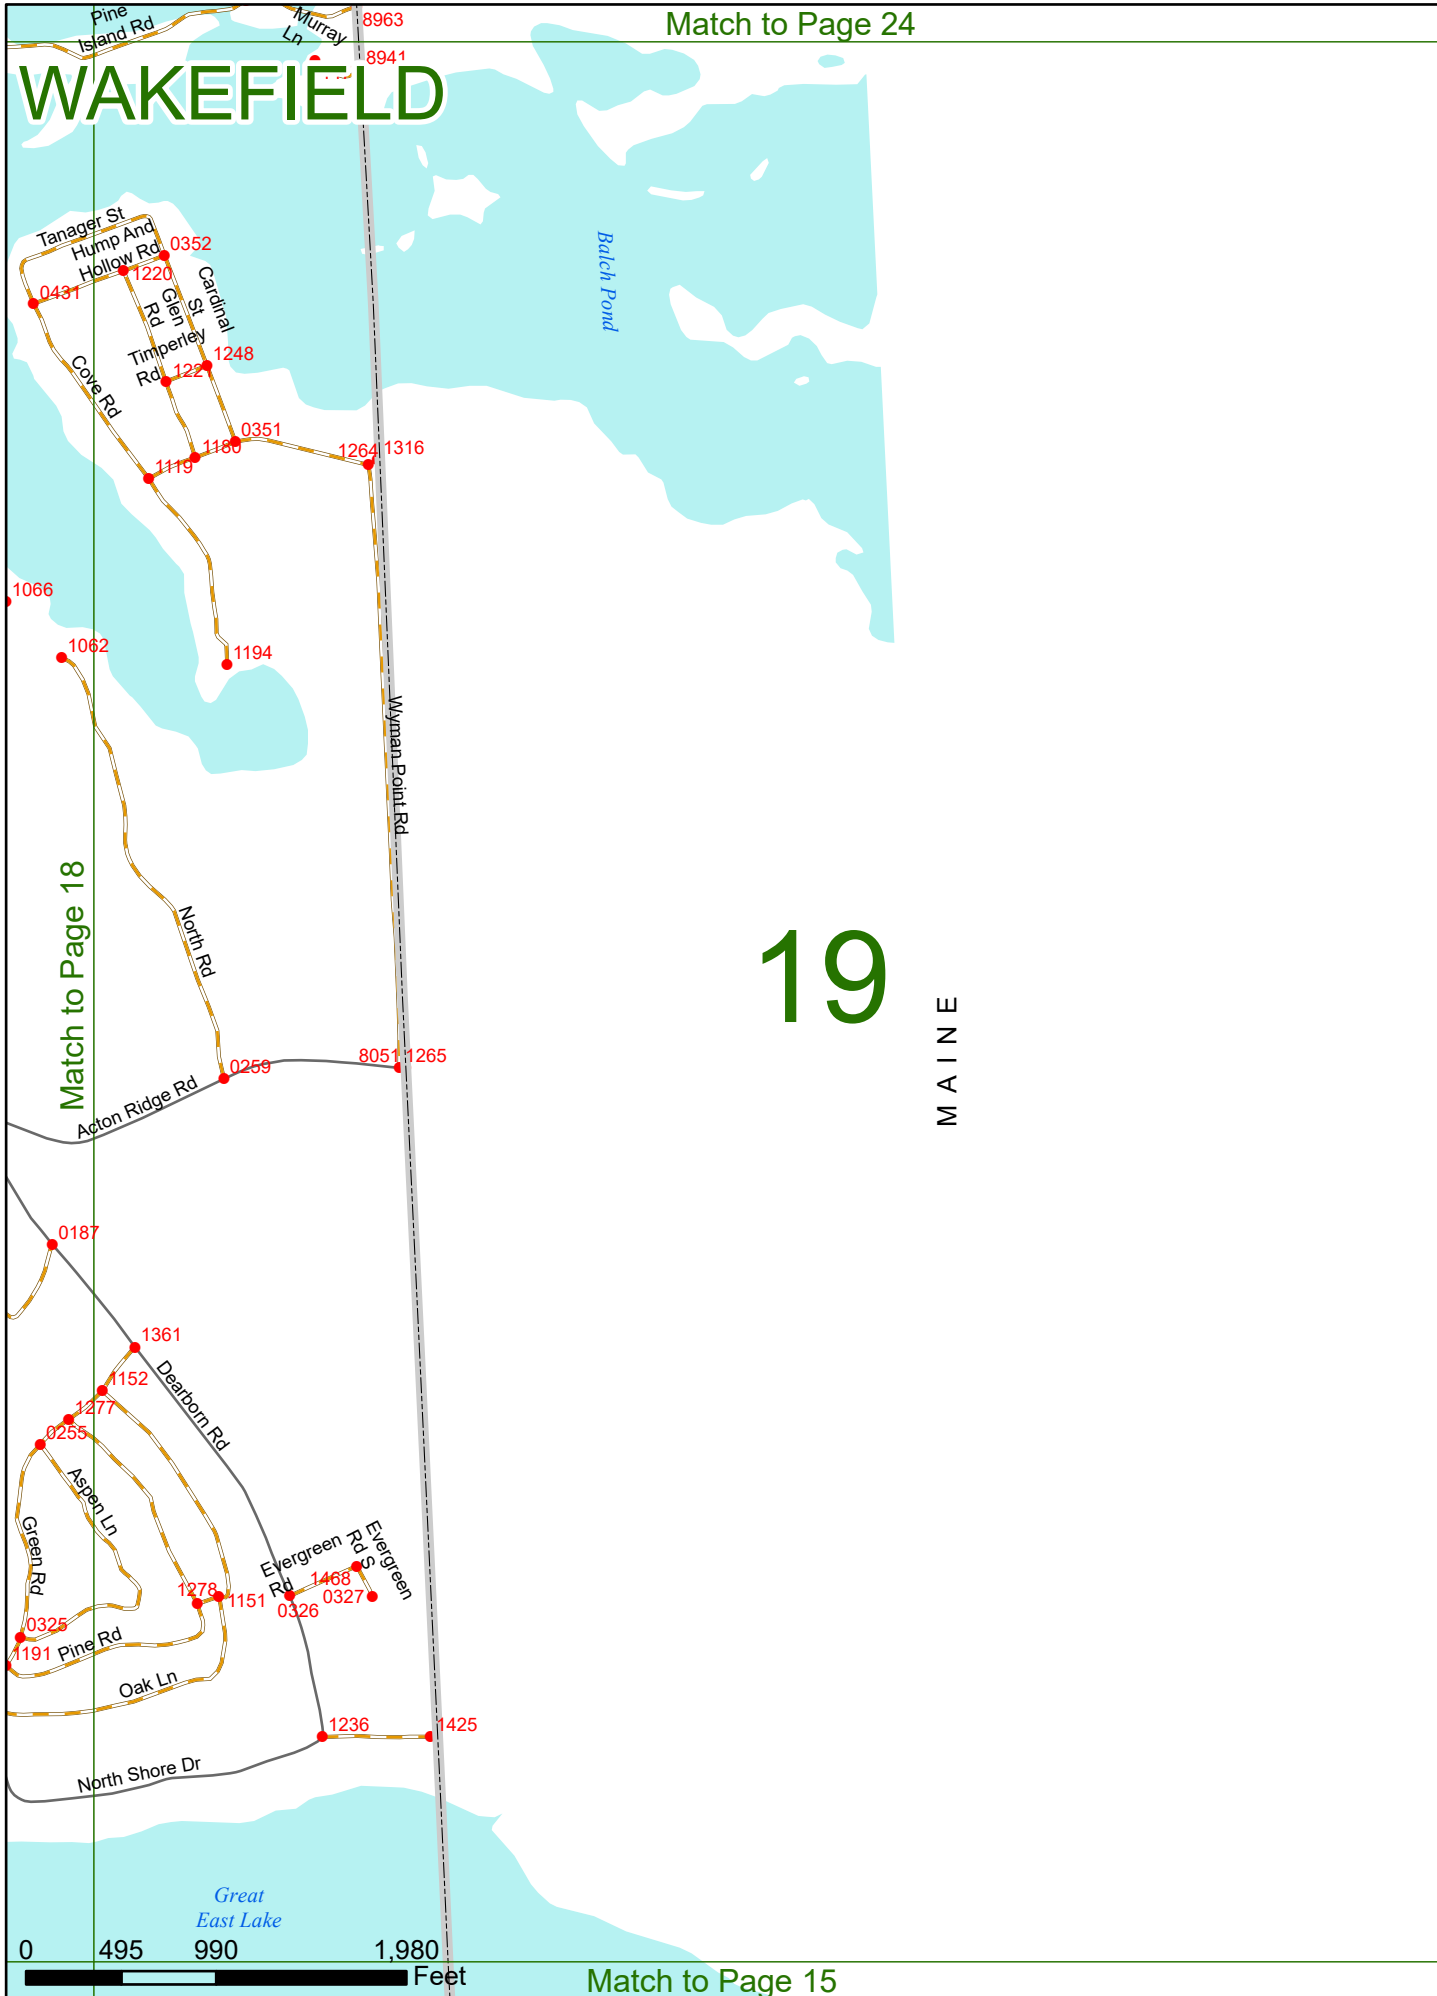 Match to Page 24
Pine
Island Rd
Murray
Ln
8963
8941
WAKEFIELD
Tanager St
Hump And
Hollow Rd
0352
1220
0431
Cardinal
St
Glen
Rd
Timperley
Rd
1248
1221
Cove Rd
Balch Pond
0351
1180
1119
1264
1316
1066
1062
1194
Wyman Point Rd
Match to Page 18
North Rd
19
MAINE
8051
1265
0259
Acton Ridge Rd
0187
1361
1152
1277
0255
Dearborn Rd
Aspen Ln
Green Rd
Evergreen
Rd
Evergreen
Rd S
1468
0327
0326
1278
1151
0325
1191
Pine Rd
Oak Ln
1236
1425
North Shore Dr
Great
East Lake
0 495 990 1,980
Feet
Match to Page 15